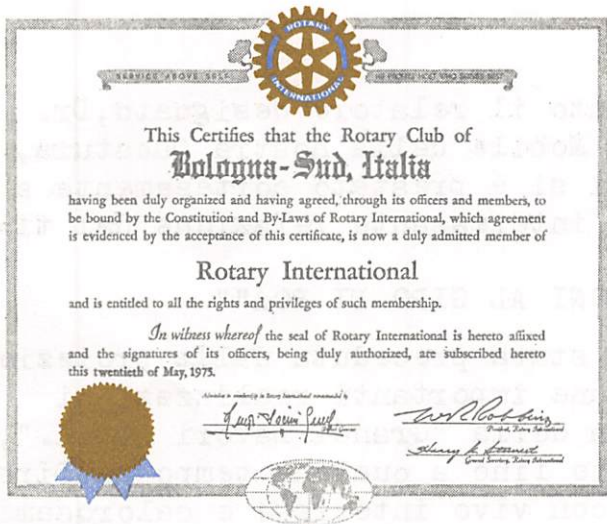 ROTARY
INTERNATIONAL
SERVICE ABOVE SELF
HE PROFITS MOST WHO SERVES BEST
This Certifies that the Rotary Club of
Bologna-Sud, Italia
having been duly organized and having agreed, through its officers and members, to
be bound by the Constitution and By-Laws of Rotary International, which agreement
is evidenced by the acceptance of this certificate, is now a duly admitted member of
Rotary International
and is entitled to all the rights and privileges of such membership.
In witness whereof the seal of Rotary International is hereto affixed
and the signatures of its officers, being duly authorized, are subscribed hereto
this twentieth of May, 1975.